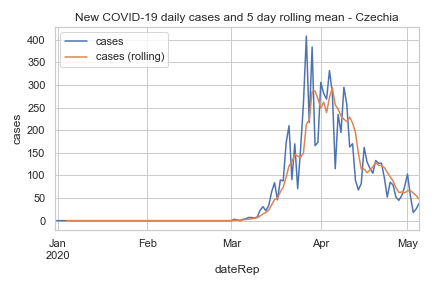 New COVID-19 daily cases and 5 day rolling mean - Czechia
cases
cases (rolling)
400
350
300
250
200
150
100
50
0
cases
Jan Feb Mar Apr May
2020
dateRep